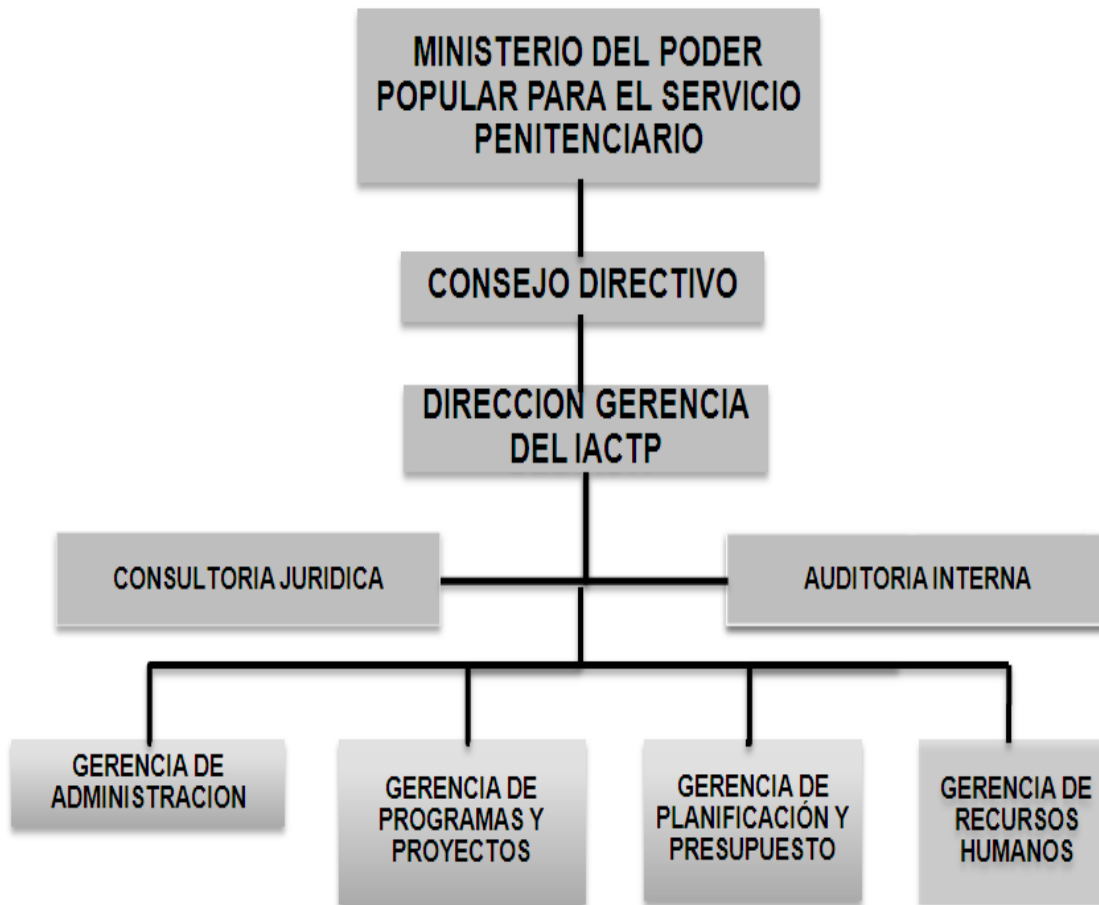 MINISTERIO DEL PODER
POPULAR PARA EL SERVICIO
PENITENCIARIO
CONSEJO DIRECTIVO
DIRECCION GERENCIA
DEL IACTP
CONSULTORIA JURIDICA
AUDITORIA INTERNA
GERENCIA DE
ADMINISTRACION
GERENCIA DE
PROGRAMAS Y
PROYECTOS
GERENCIA DE
PLANIFICACIÓN Y
PRESUPUESTO
GERENCIA DE
RECURSOS
HUMANOS